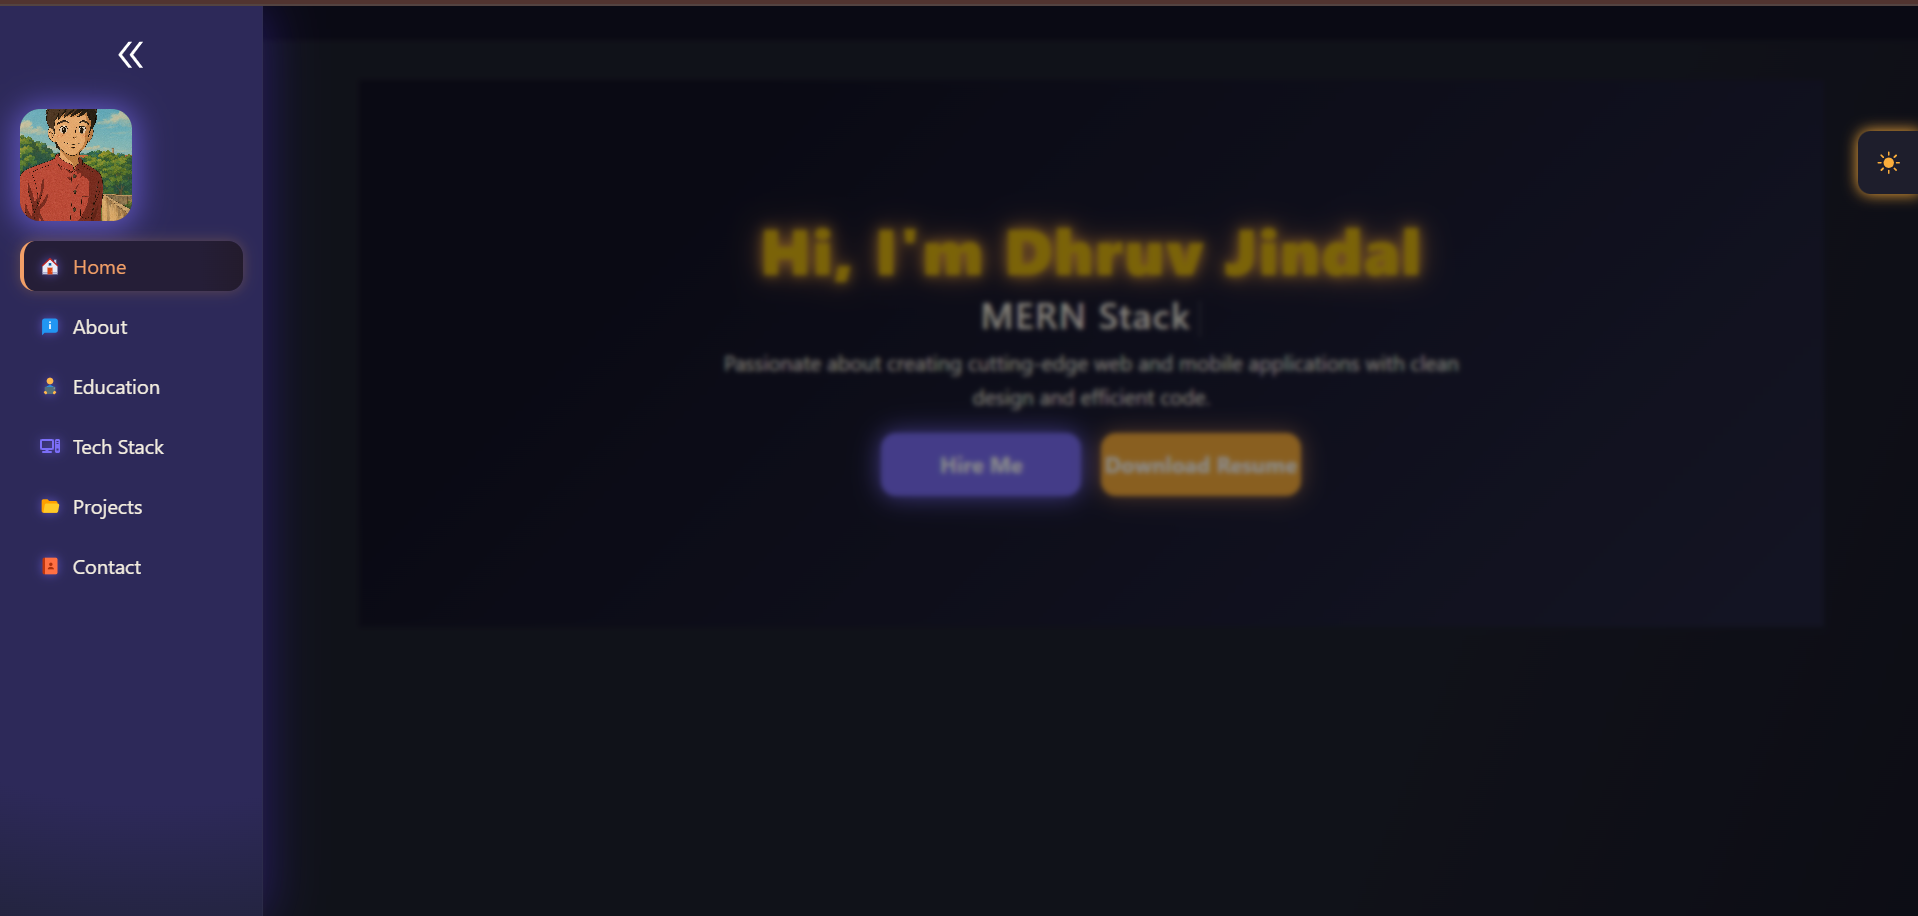 Home
About
Education
Tech Stack
Projects
Contact
Hi, I'm Dhruv Jindal
MERN Stack
Passionate about creating cutting-edge web and mobile applications with clean
design and efficient code.
Hire Me
Download Resume